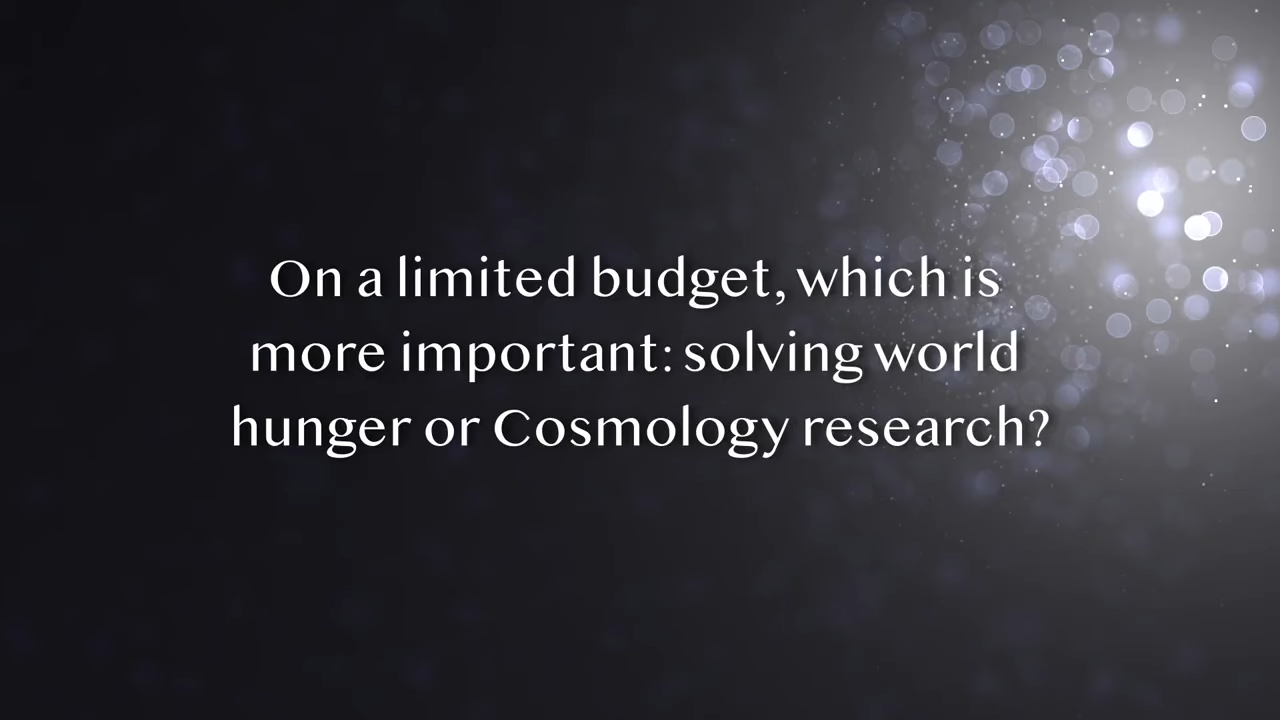 On a limited budget, which is
more important: solving world
hunger or Cosmology research?